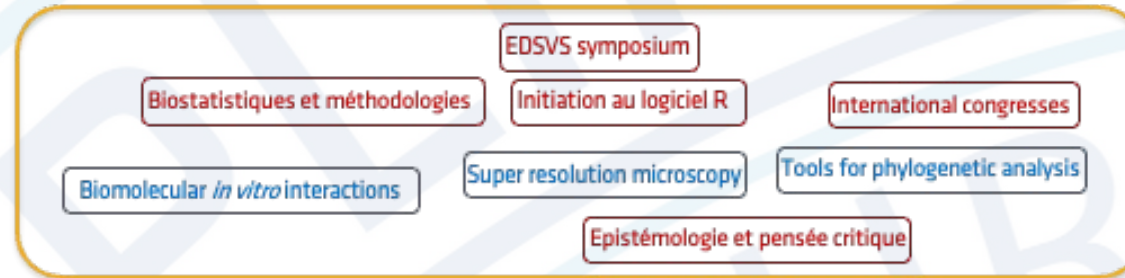 EDSVS symposium
Biostatistiques et méthodologies
Initiation au logiciel R
International congresses
Biomolecular in vitro interactions
Super resolution microscopy
Tools for phylogenetic analysis
Epistémologie et pensée critique